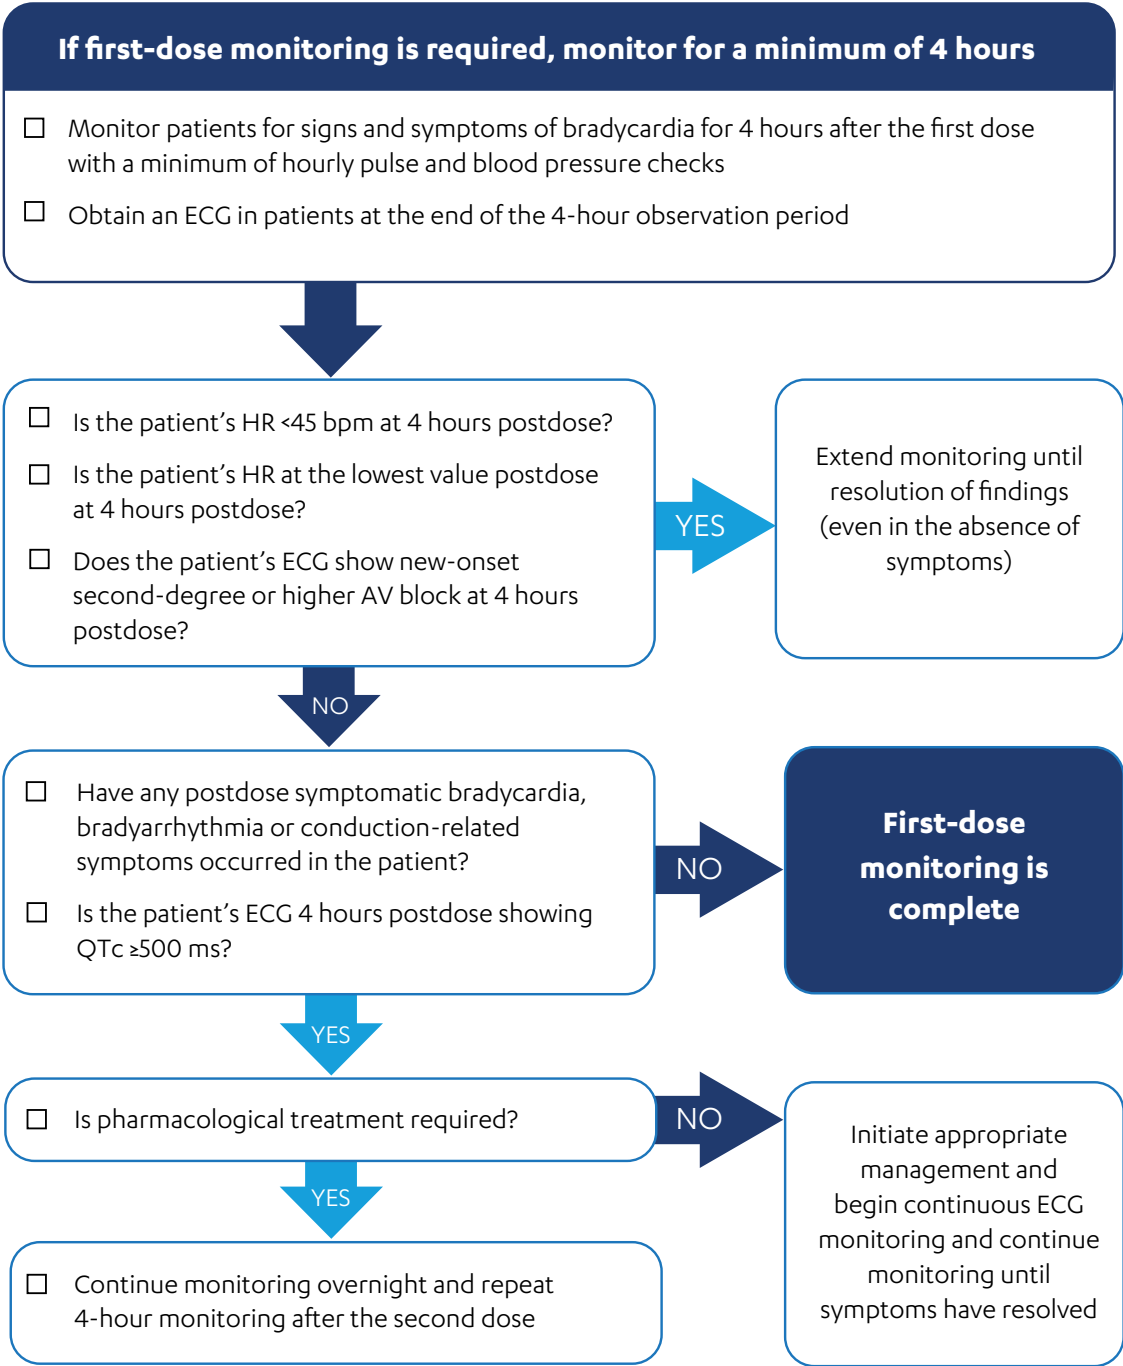 If first-dose monitoring is required, monitor for a minimum of 4 hours
Monitor patients for signs and symptoms of bradycardia for 4 hours after the first dose
with a minimum of hourly pulse and blood pressure checks
Obtain an ECG in patients at the end of the 4-hour observation period
Is the patient’s HR <45 bpm at 4 hours postdose?
Is the patient’s HR at the lowest value postdose
at 4 hours postdose?
Does the patient’s ECG show new-onset
second-degree or higher AV block at 4 hours
postdose?
YES
Extend monitoring until
resolution of findings
(even in the absence of
symptoms)
NO
Have any postdose symptomatic bradycardia,
bradyarrhythmia or conduction-related
symptoms occurred in the patient?
Is the patient’s ECG 4 hours postdose showing
QTc ≥500 ms?
NO
First-dose
monitoring is
complete
YES
Is pharmacological treatment required?
NO
Initiate appropriate
management and
begin continuous ECG
monitoring and continue
monitoring until
symptoms have resolved
YES
Continue monitoring overnight and repeat
4-hour monitoring after the second dose